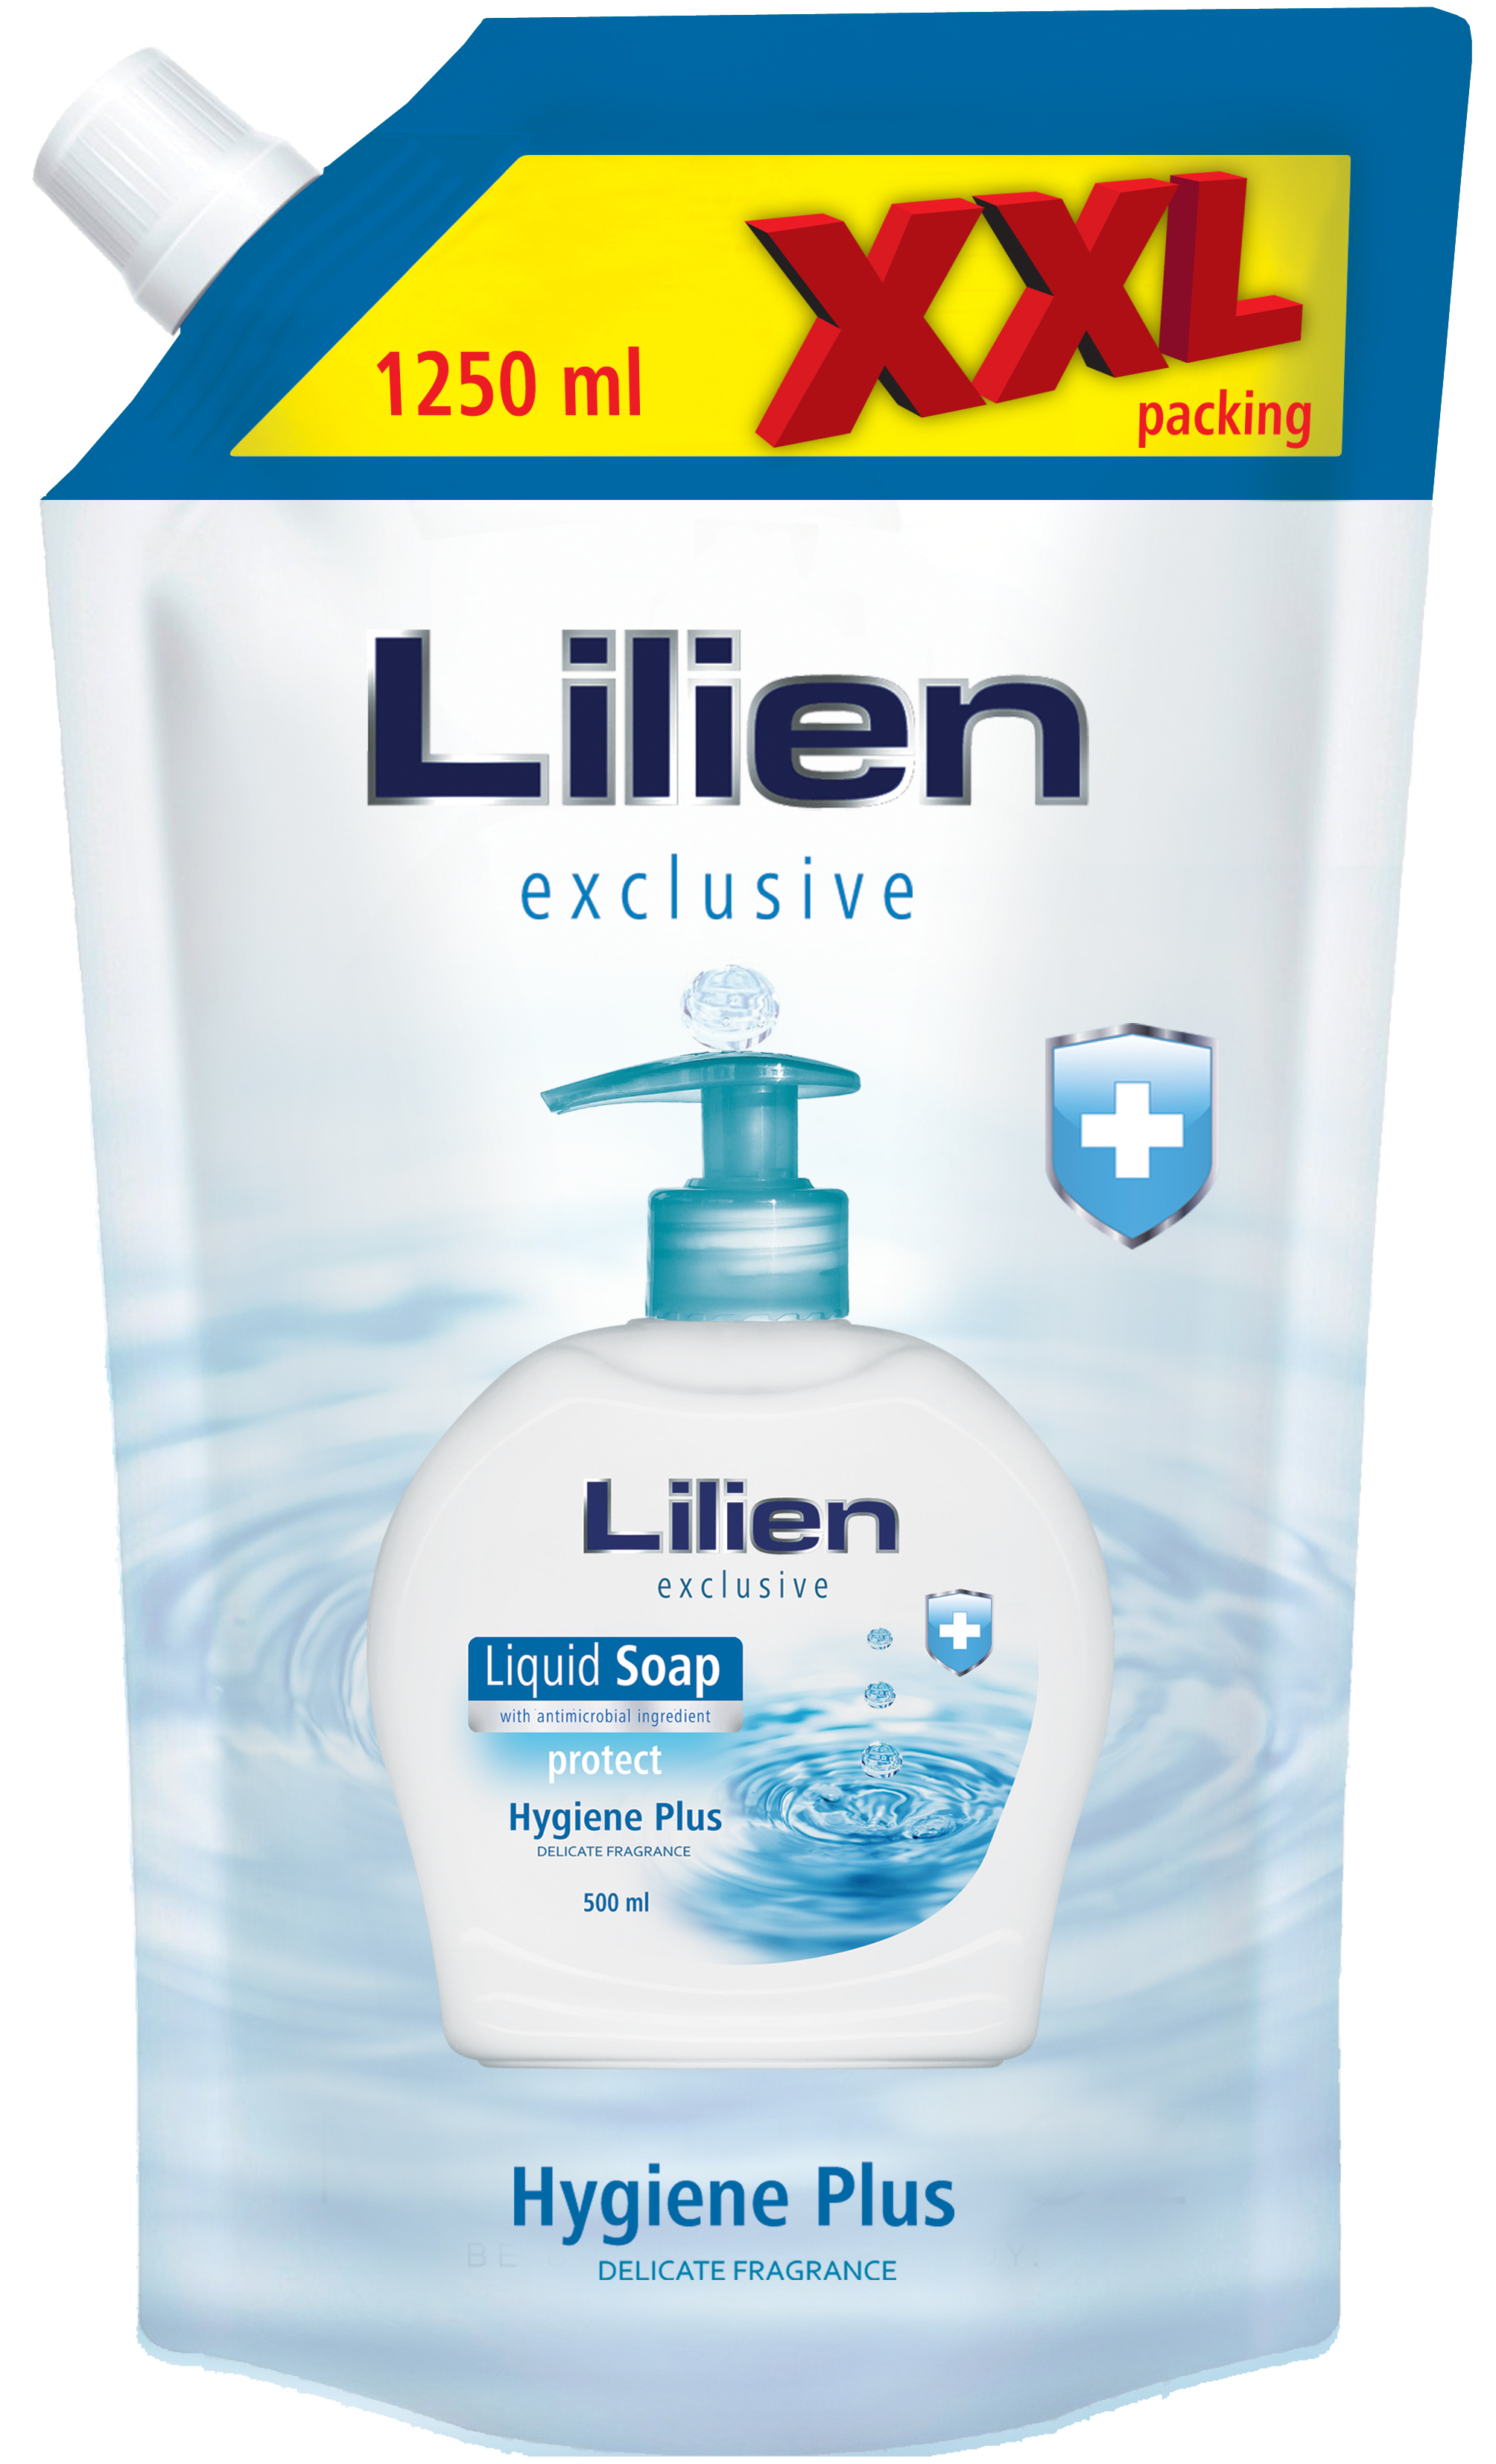 XXL
1250 ml
packing
Lilien
exclusive
Lilien
exclusive
Liquid Soap
with antimicrobial ingredient
protect
Hygiene Plus
DELICATE FRAGRANCE
500 ml
Hygiene Plus
DELICATE FRAGRANCE